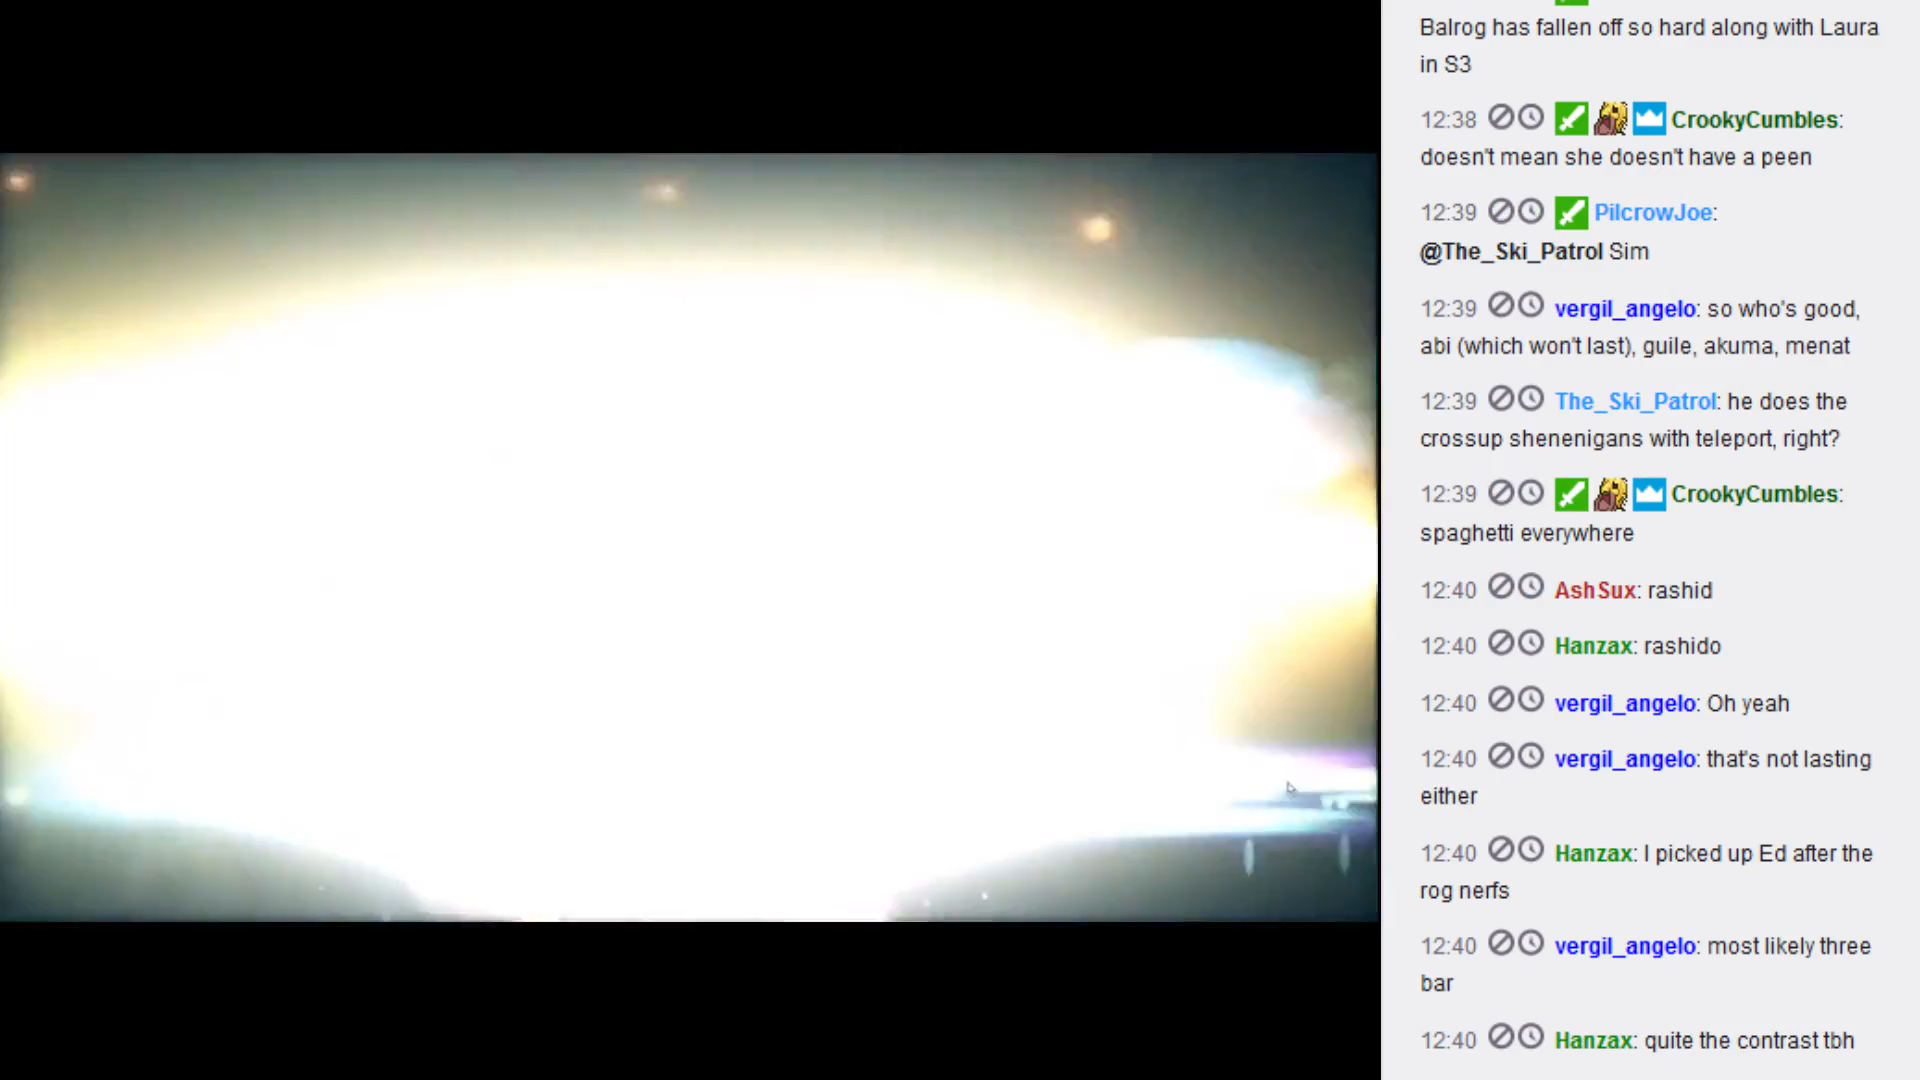 Balrog has fallen off so hard along with Laura
in S3
12:38 CrookyCumbles:
doesn't mean she doesn't have a peen
12:39 PilcrowJoe:
@The_Ski_Patrol Sim
12:39 vergil_angelo: so who's good,
abi (which won't last), guile, akuma, menat
12:39 The_Ski_Patrol: he does the
crossup shenenigans with teleport, right?
12:39 CrookyCumbles:
spaghetti everywhere
12:40 AshSux: rashid
12:40 Hanzax: rashido
12:40 vergil_angelo: Oh yeah
12:40 vergil_angelo: that's not lasting
either
12:40 Hanzax: I picked up Ed after the
rog nerfs
12:40 vergil_angelo: most likely three
bar
12:40 Hanzax: quite the contrast tbh